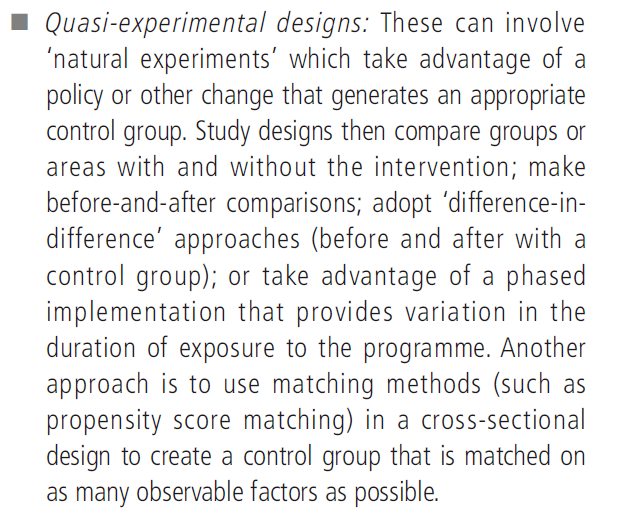 ■ Quasi-experimental designs: These can involve
‘natural experiments’ which take advantage of a
policy or other change that generates an appropriate
control group. Study designs then compare groups or
areas with and without the intervention; make
before-and-after comparisons; adopt ‘difference-in-
difference’ approaches (before and after with a
control group); or take advantage of a phased
implementation that provides variation in the
duration of exposure to the programme. Another
approach is to use matching methods (such as
propensity score matching) in a cross-sectional
design to create a control group that is matched on
as many observable factors as possible.